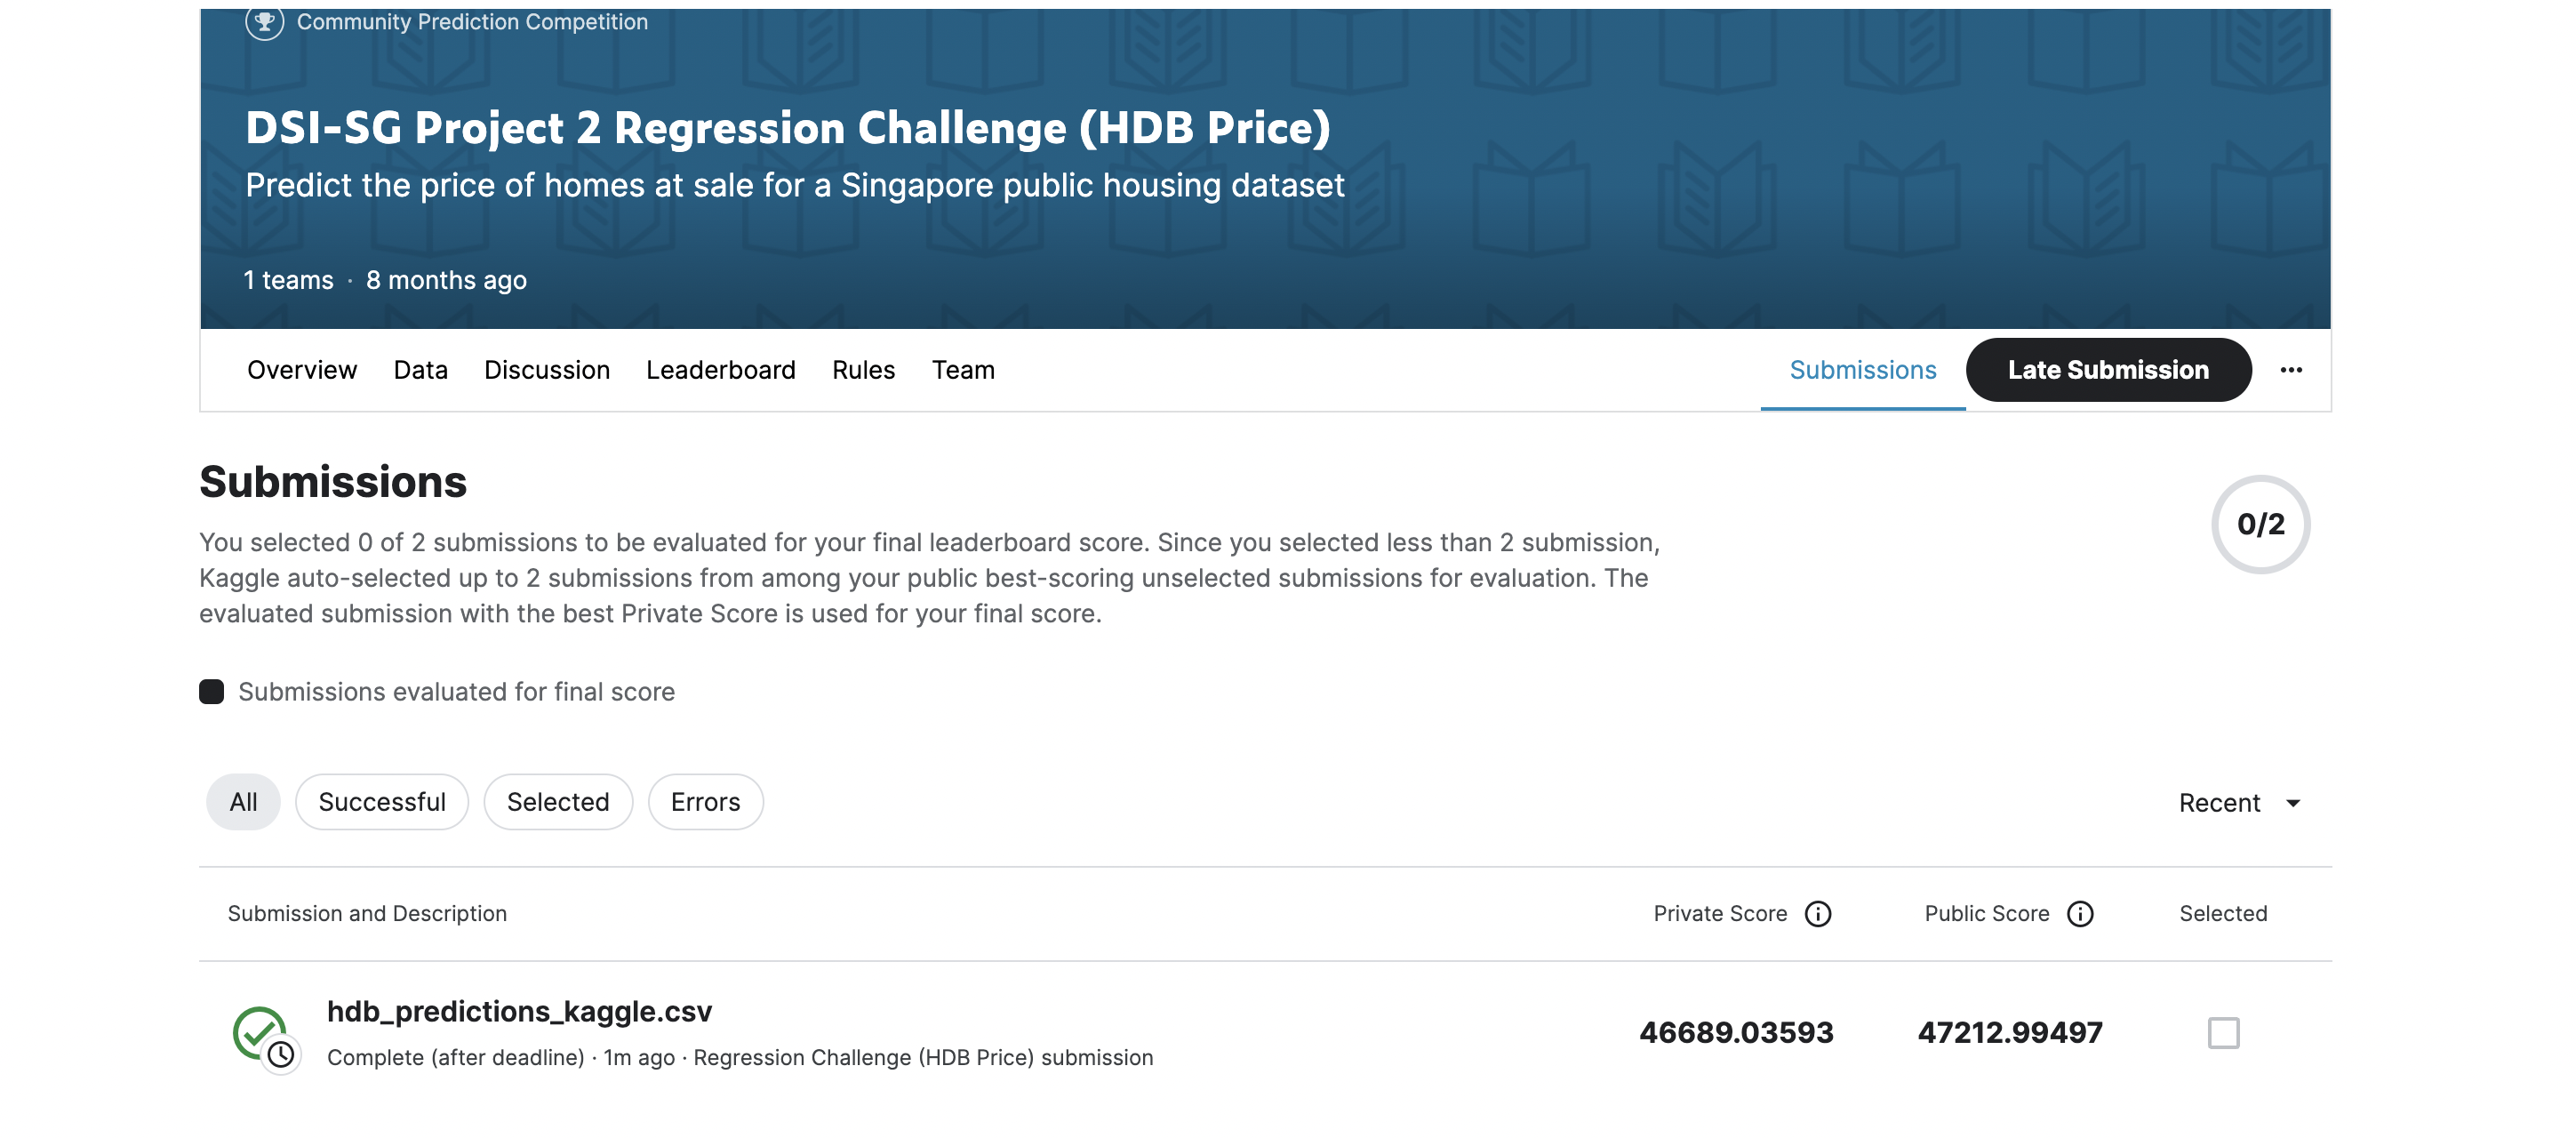 Community Prediction Competition
DSI-SG Project 2 Regression Challenge (HDB Price)
Predict the price of homes at sale for a Singapore public housing dataset
1 teams · 8 months ago
Overview Data Discussion Leaderboard Rules Team Submissions Late Submission ...
Submissions
0/2
You selected 0 of 2 submissions to be evaluated for your final leaderboard score. Since you selected less than 2 submission,
Kaggle auto-selected up to 2 submissions from among your public best-scoring unselected submissions for evaluation. The
evaluated submission with the best Private Score is used for your final score.
Submissions evaluated for final score
All Successful Selected Errors Recent
Submission and Description Private Score Public Score Selected
hdb_predictions_kaggle.csv
46689.03593 47212.99497
Complete (after deadline) · 1m ago · Regression Challenge (HDB Price) submission